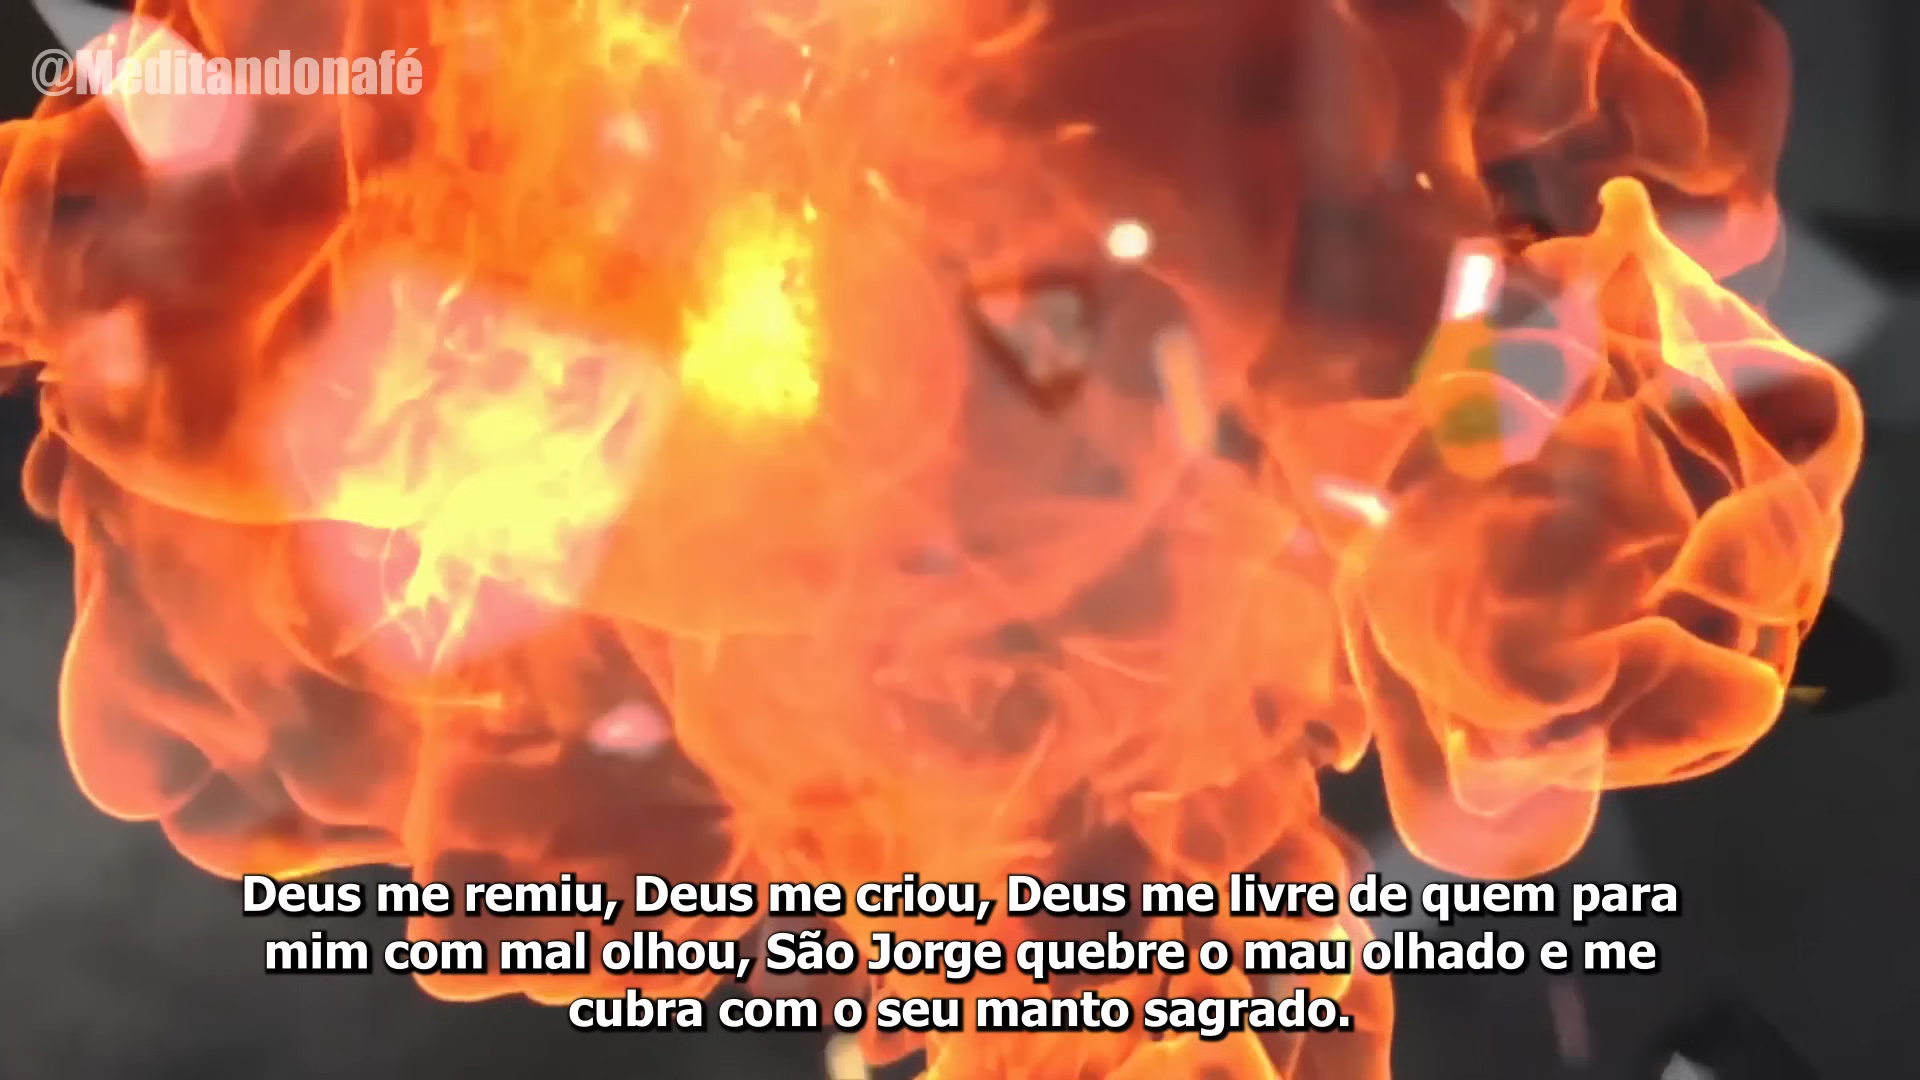 @Meditandonafé
Deus me remiu, Deus me criou, Deus me livre de quem para
mim com mal olhou, São Jorge quebre o mau olhado e me
cubra com o seu manto sagrado.